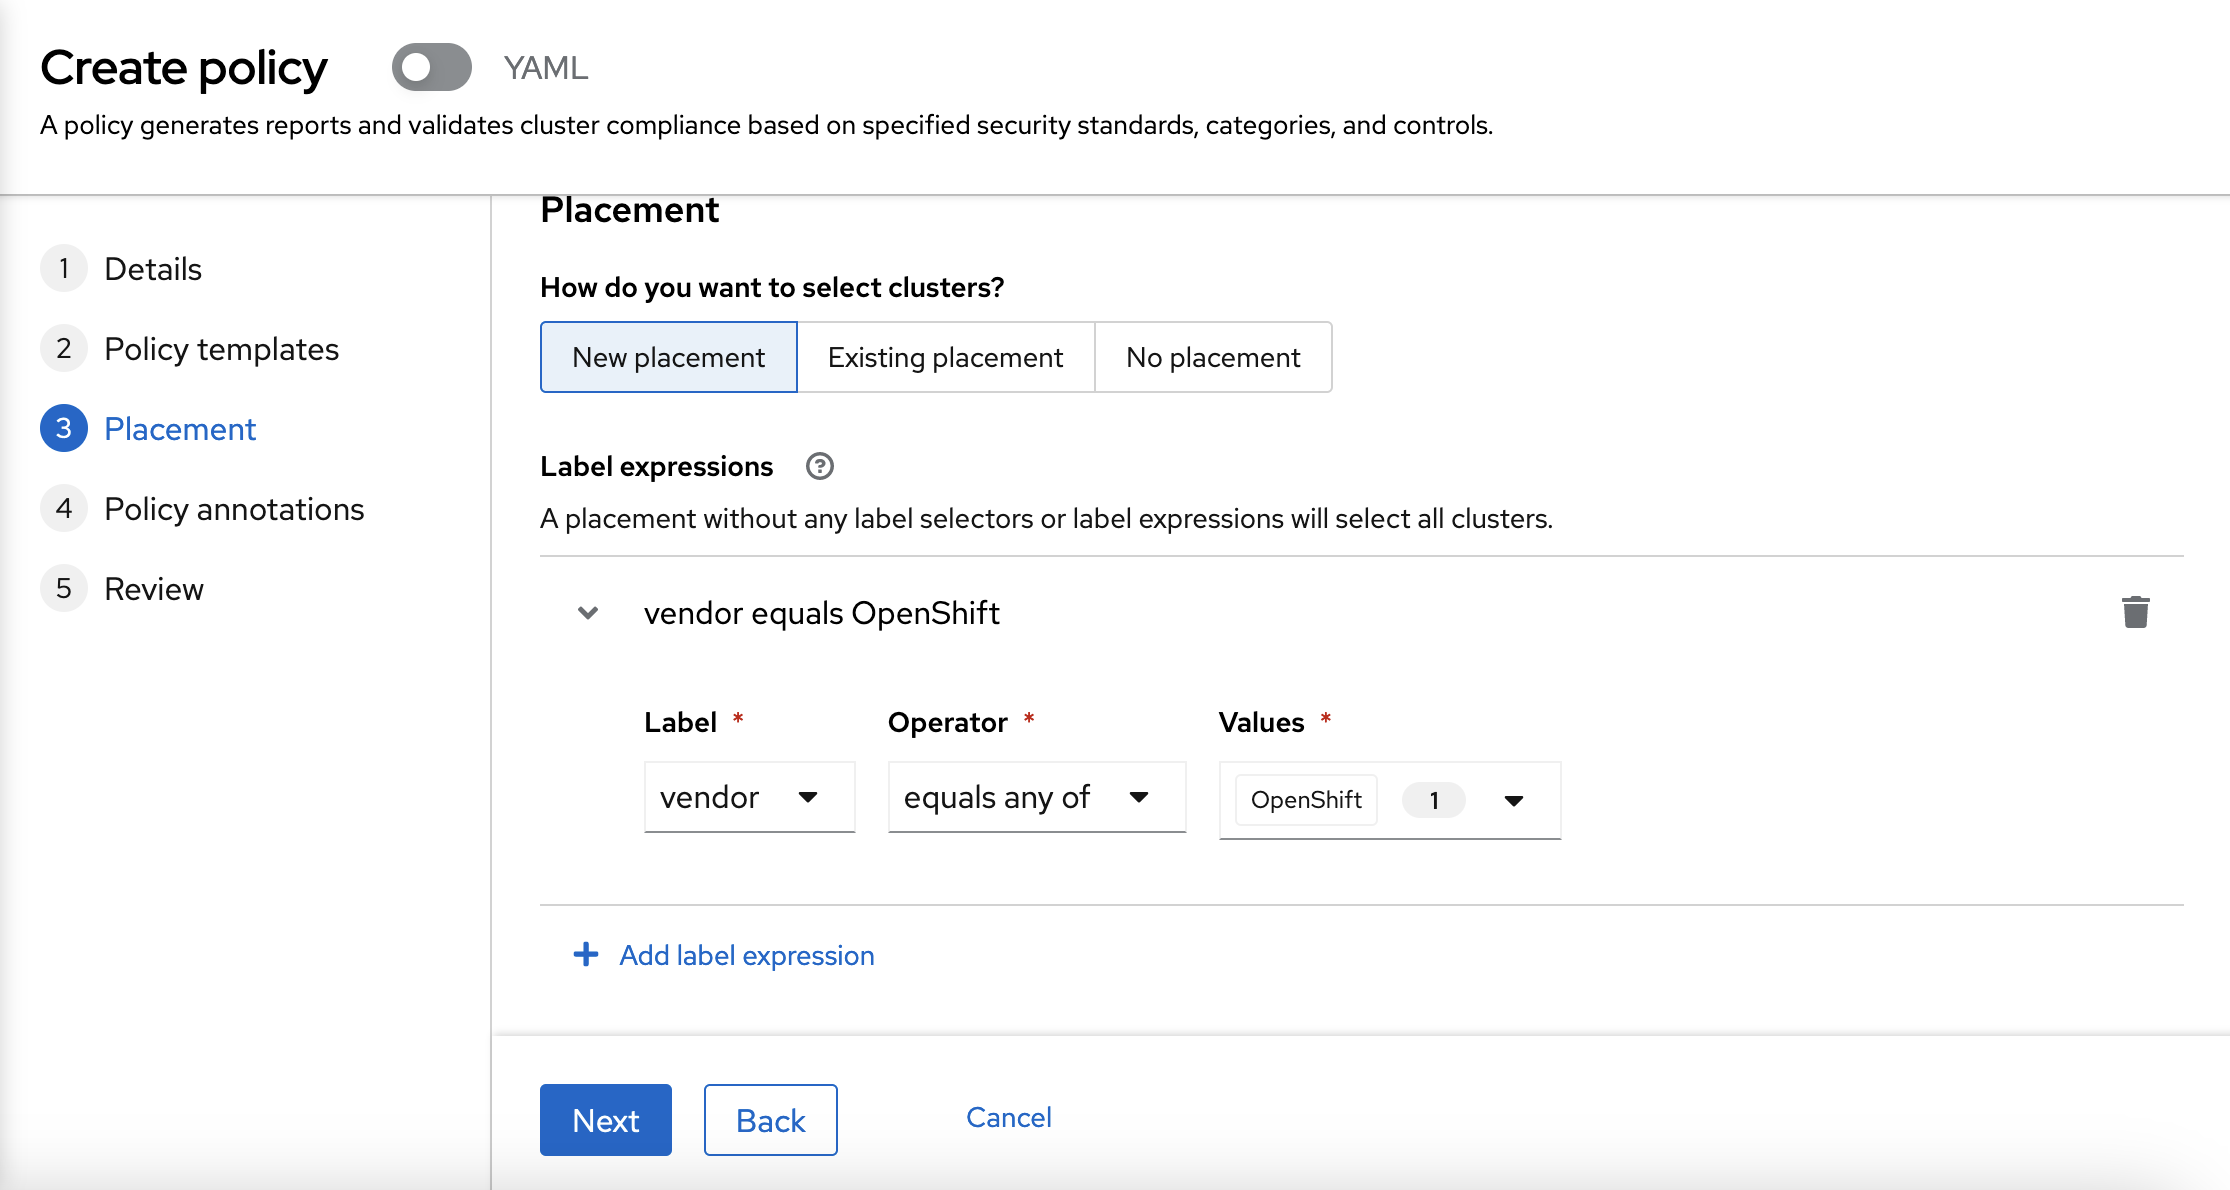 Create policy YAML
A policy generates reports and validates cluster compliance based on specified security standards, categories, and controls.
1 Details
2 Policy templates
3 Placement
4 Policy annotations
5 Review
Placement
How do you want to select clusters?
New placement Existing placement No placement
Label expressions ?
A placement without any label selectors or label expressions will select all clusters.
vendor equals OpenShift
Label * Operator * Values *
vendor equals any of OpenShift 1
+ Add label expression
Next Back Cancel